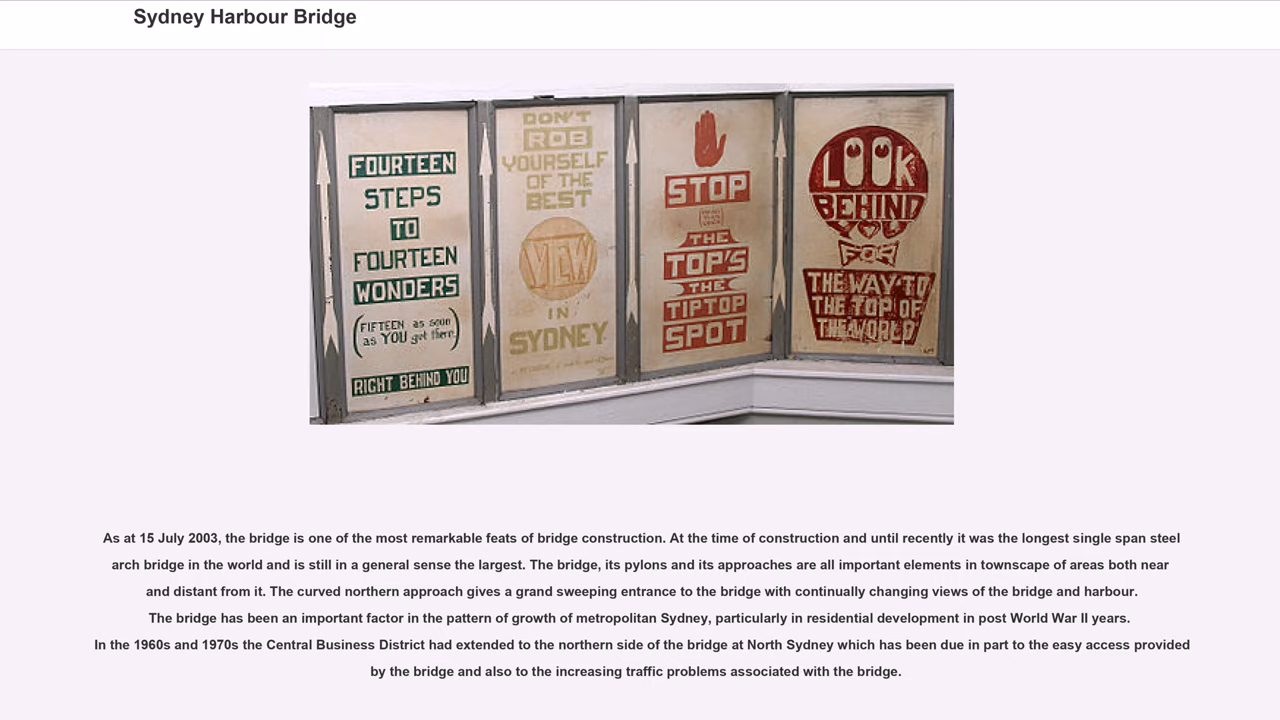 Sydney Harbour Bridge
FOURTEEN
STEPS
TO
FOURTEEN
WONDERS
(FIFTEEN as soon
as YOU get there)
RIGHT BEHIND YOU
DON'T
ROB
YOURSELF
OF THE
BEST
VIEW
IN
SYDNEY
STOP
THE
TOP'S
THE
TIPTOP
SPOT
LOOK
BEHIND
YOU
FOR
THE WAY TO
THE TOP OF
THE WORLD
As at 15 July 2003, the bridge is one of the most remarkable feats of bridge construction. At the time of construction and until recently it was the longest single span steel
arch bridge in the world and is still in a general sense the largest. The bridge, its pylons and its approaches are all important elements in townscape of areas both near
and distant from it. The curved northern approach gives a grand sweeping entrance to the bridge with continually changing views of the bridge and harbour.
The bridge has been an important factor in the pattern of growth of metropolitan Sydney, particularly in residential development in post World War II years.
In the 1960s and 1970s the Central Business District had extended to the northern side of the bridge at North Sydney which has been due in part to the easy access provided
by the bridge and also to the increasing traffic problems associated with the bridge.